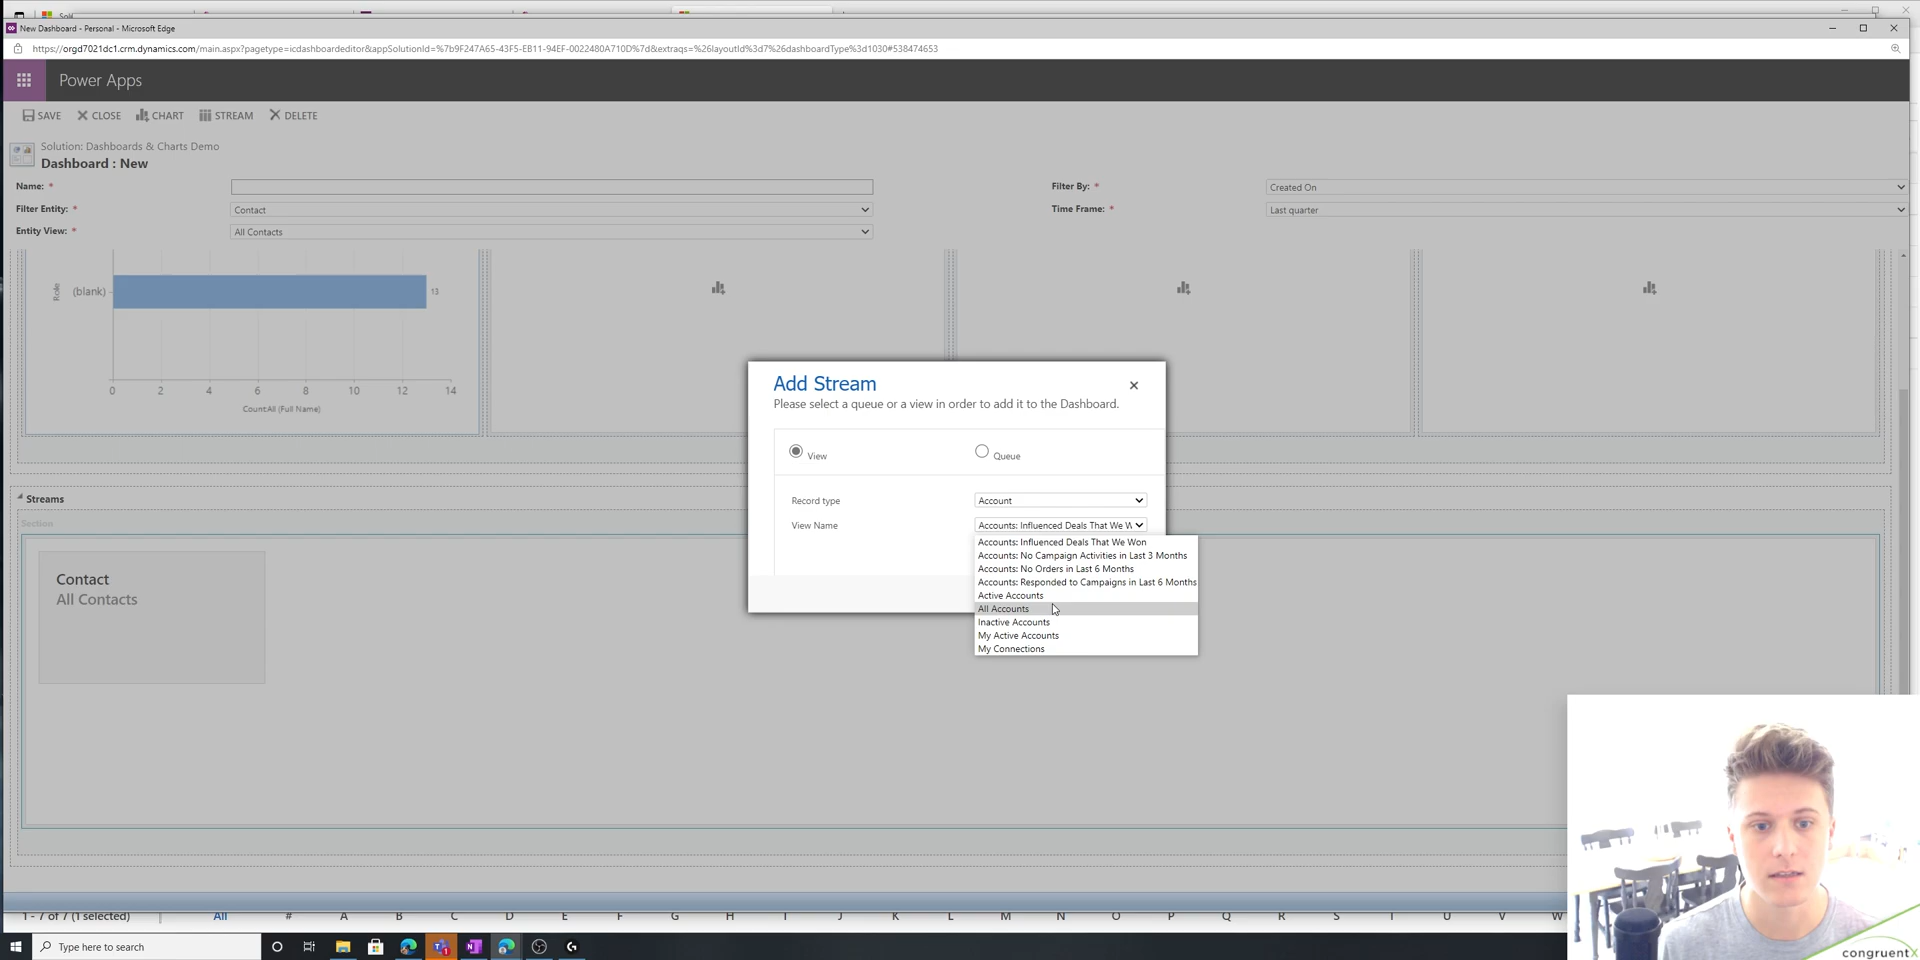 New Dashboard - Personal - Microsoft Edge
https://orgd7021dc1.crm.dynamics.com/main.aspx?pagetype=icdashboardeditor&appSolutionId=%7b9F247A65-43F5-EB11-94EF-0022480A710D%7d&extraqs=%26layoutId%3d7%26dashboardType%3d1030#538474653
Power Apps
SAVE CLOSE CHART STREAM DELETE
Solution: Dashboards & Charts Demo
Dashboard : New
Name: *
Filter By: * Created On
Filter Entity: * Contact
Time Frame: * Last quarter
Entity View: * All Contacts
Role
(blank)
13
0 2 4 6 8 10 12 14
CountAll (Full Name)
Add Stream
Please select a queue or a view in order to add it to the Dashboard.
View Queue
Record type Account
View Name Accounts: Influenced Deals That We W
Accounts: Influenced Deals That We Won
Accounts: No Campaign Activities in Last 3 Months
Accounts: No Orders in Last 6 Months
Accounts: Responded to Campaigns in Last 6 Months
Active Accounts
All Accounts
Inactive Accounts
My Active Accounts
My Connections
Streams
Section
Contact
All Contacts
1 - 7 of 7 (1 selected) All # A B C D E F G H I J K L M N O P Q R S T U V W
Type here to search
congruentX